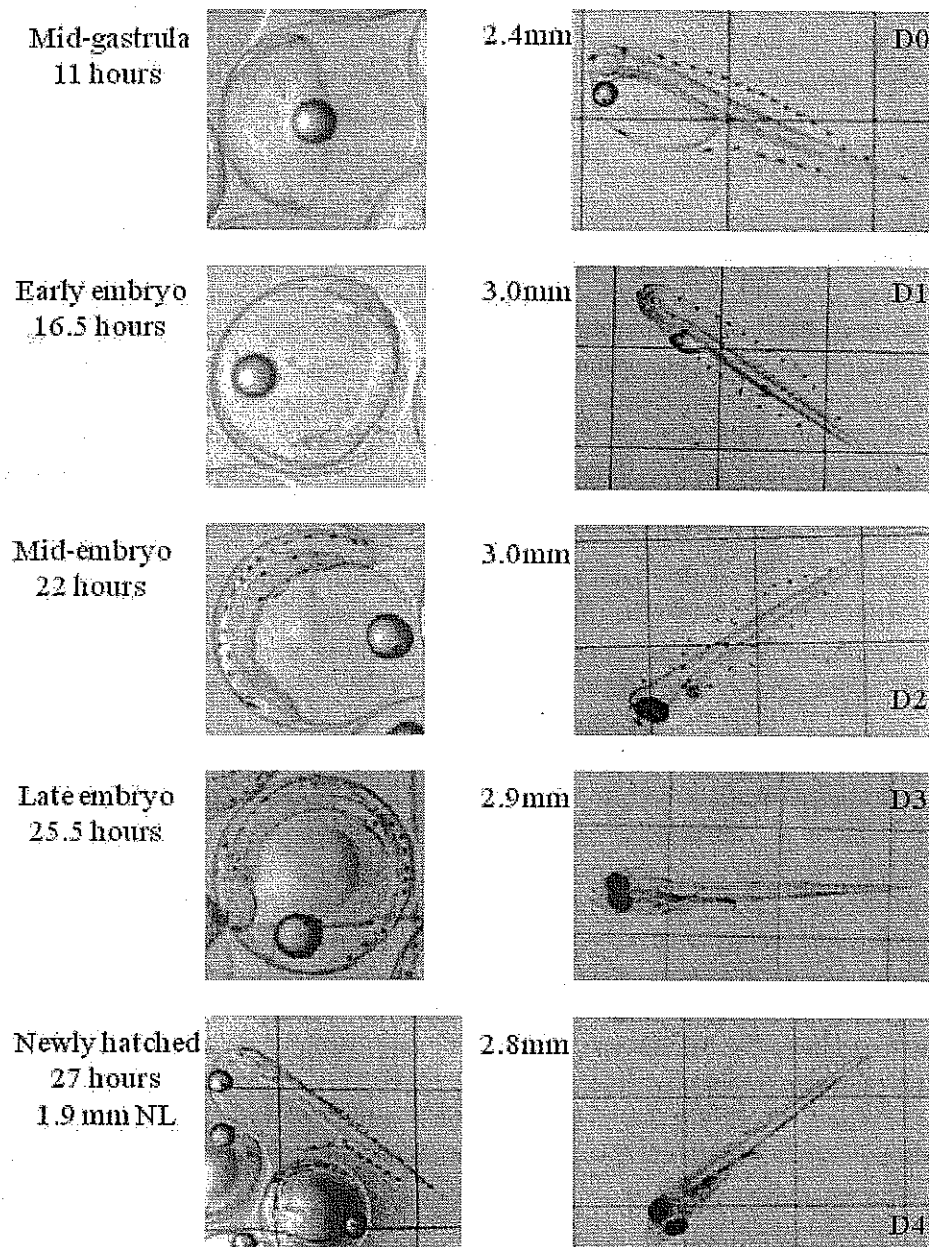 Mid-gastrula
11 hours
2.4mm
D0
Early embryo
16.5 hours
3.0mm
D1
Mid-embryo
22 hours
3.0mm
D2
Late embryo
25.5 hours
2.9mm
D3
Newly hatched
27 hours
1.9 mm NL
2.8mm
D4